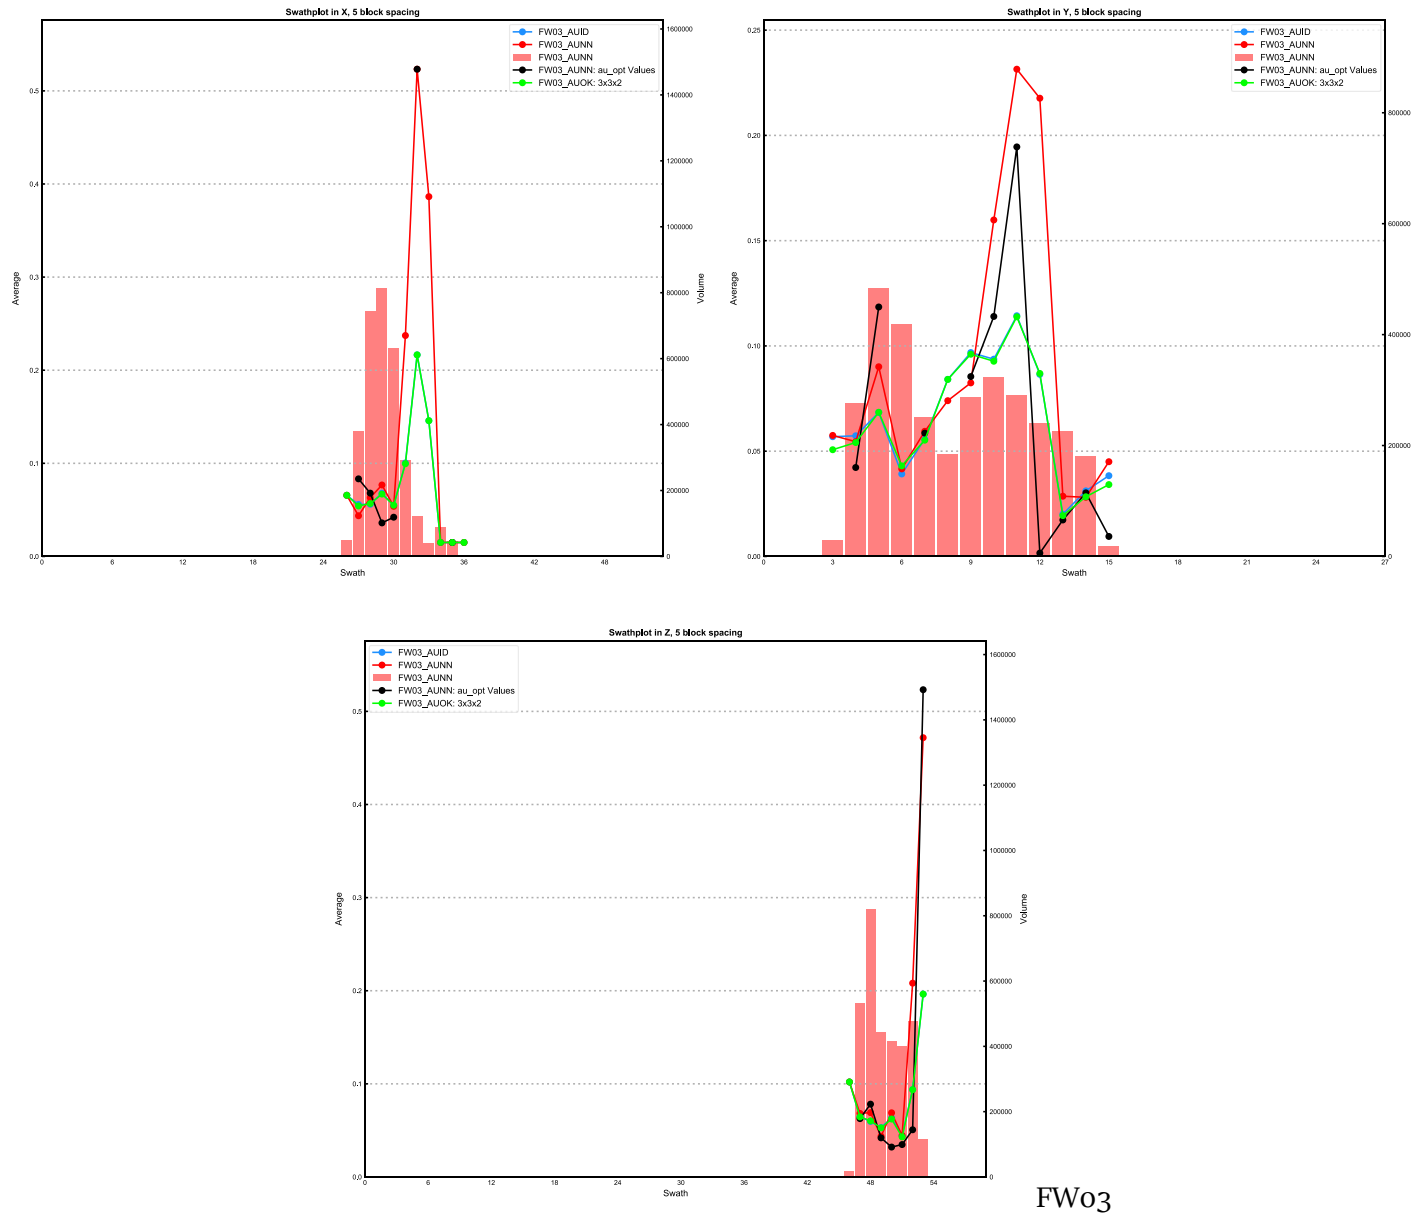 Swathplot in X, 5 block spacing
FW03_AUID
FW03_AUNN
FW03_AUNN
FW03_AUNN: au_opt Values
FW03_AUOK: 3x3x2
0.5
0.4
0.3
0.2
0.1
0.0
Average
1600000
1400000
1200000
1000000
800000
600000
400000
200000
0
Volume
0 6 12 18 24 30 36 42 48
Swath
Swathplot in Y, 5 block spacing
FW03_AUID
FW03_AUNN
FW03_AUNN
FW03_AUNN: au_opt Values
FW03_AUOK: 3x3x2
0.25
0.20
0.15
0.10
0.05
0.00
Average
800000
600000
400000
200000
0
0 3 6 9 12 15 18 21 24 27
Swath
Swathplot in Z, 5 block spacing
FW03_AUID
FW03_AUNN
FW03_AUNN
FW03_AUNN: au_opt Values
FW03_AUOK: 3x3x2
0.5
0.4
0.3
0.2
0.1
0.0
Average
1600000
1400000
1200000
1000000
800000
600000
400000
200000
0
Volume
0 6 12 18 24 30 36 42 48 54
Swath
FW03